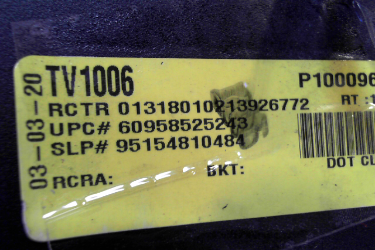 03-03-20
TV1006
P100096
RCTR 01318010213926772
RT :
UPC# 60958525243
SLP# 95154810484
DOT CL
RCRA:
BKT: